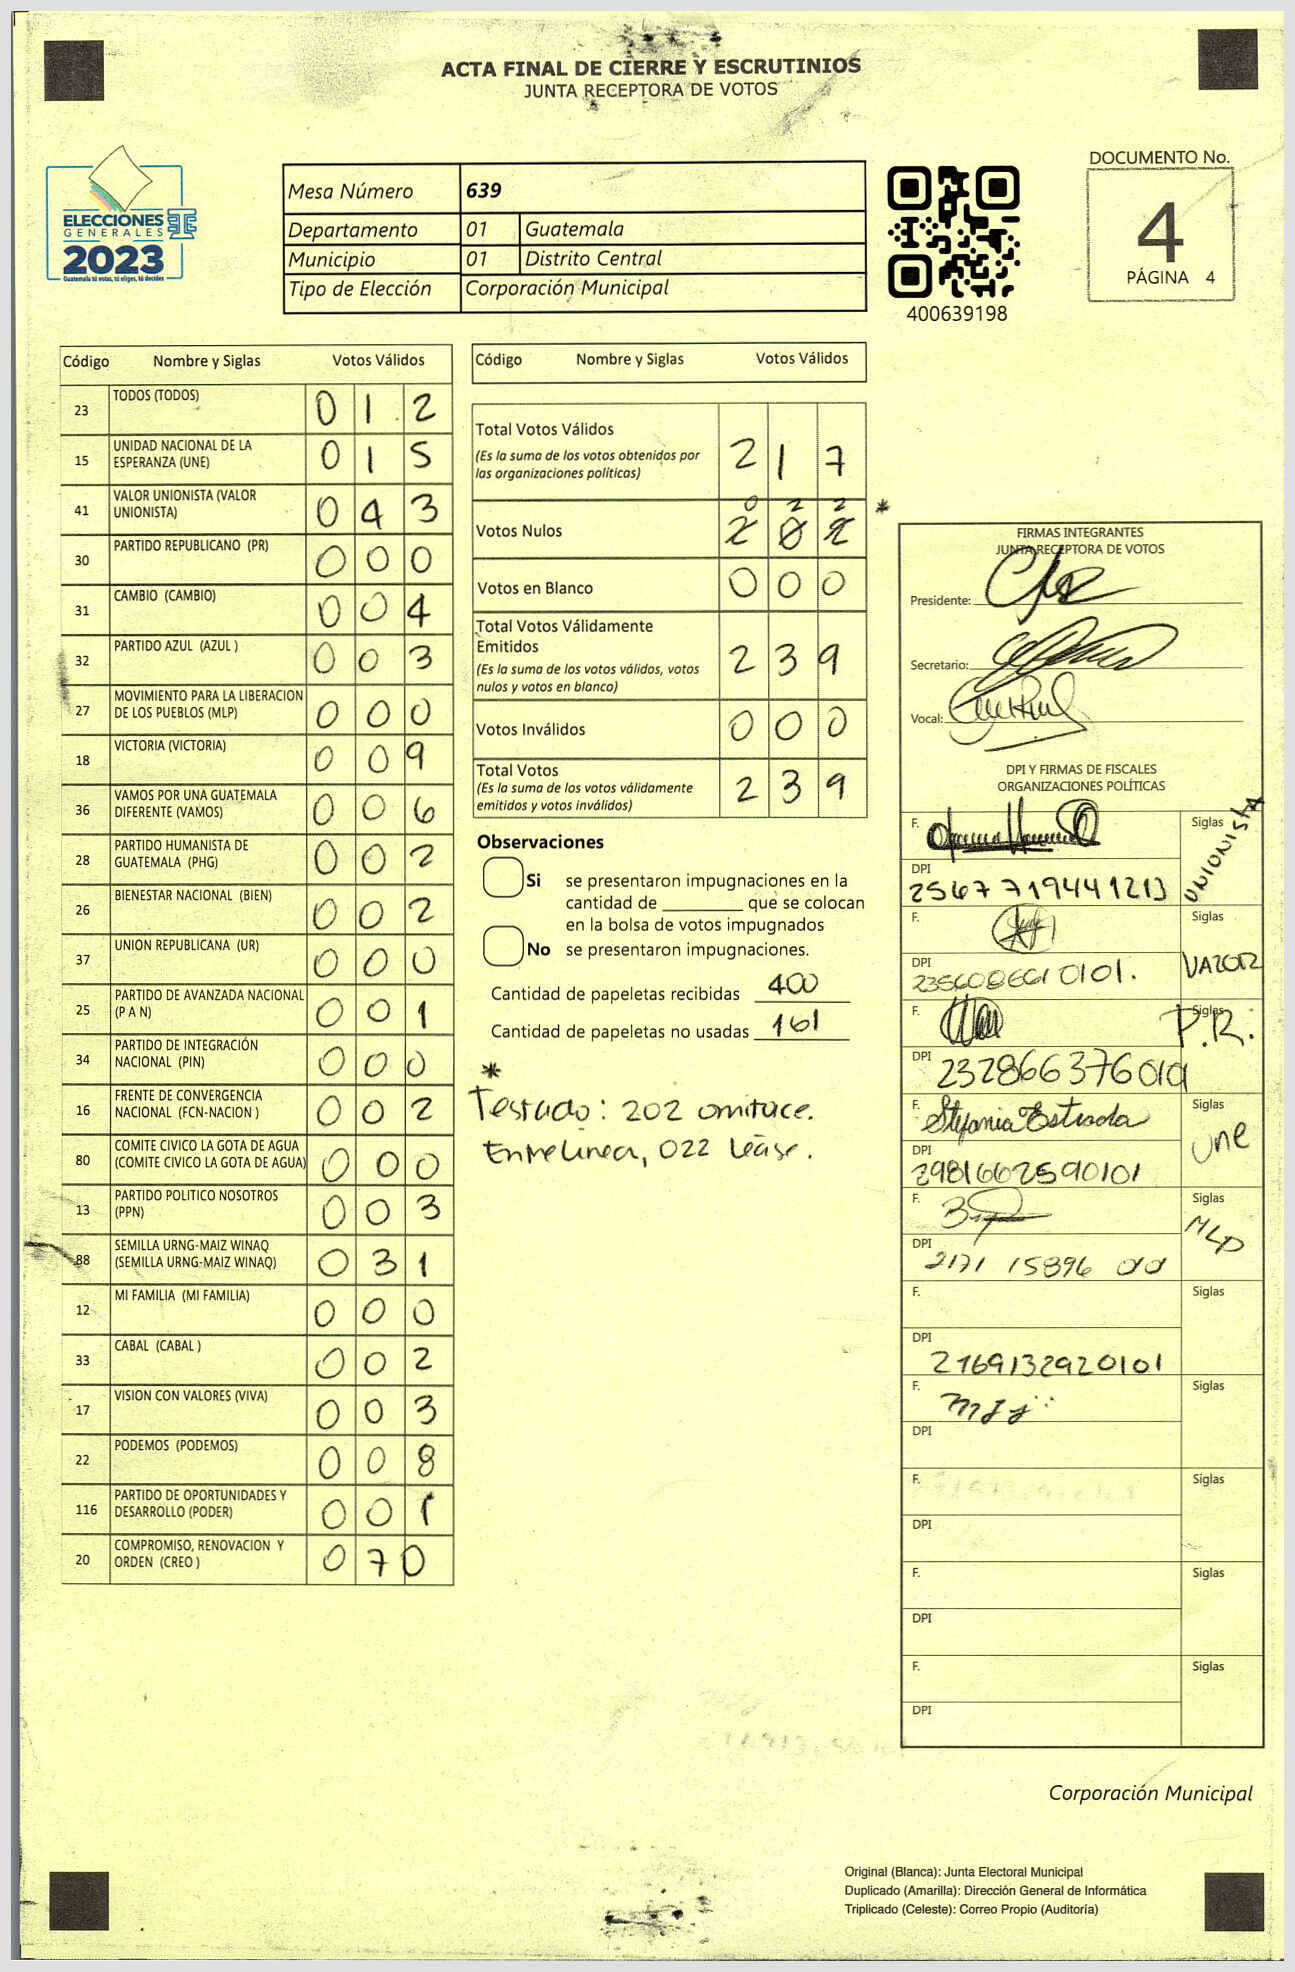 ACTA FINAL DE CIERRE Y ESCRUTINIOS
JUNTA RECEPTORA DE VOTOS
ELECCIONES
GENERALES
2023
Guatemala tú votas, tú eliges, tú decides
Mesa Número 639
Departamento 01 Guatemala
Municipio 01 Distrito Central
Tipo de Elección Corporación Municipal
400639198
DOCUMENTO No.
4
PÁGINA 4
Código Nombre y Siglas Votos Válidos
23 TODOS (TODOS) 0 1 2
15 UNIDAD NACIONAL DE LA ESPERANZA (UNE) 0 1 5
41 VALOR UNIONISTA (VALOR UNIONISTA) 0 4 3
30 PARTIDO REPUBLICANO (PR) 0 0 0
31 CAMBIO (CAMBIO) 0 0 4
32 PARTIDO AZUL (AZUL ) 0 0 3
27 MOVIMIENTO PARA LA LIBERACION DE LOS PUEBLOS (MLP) 0 0 0
18 VICTORIA (VICTORIA) 0 0 9
36 VAMOS POR UNA GUATEMALA DIFERENTE (VAMOS) 0 0 6
28 PARTIDO HUMANISTA DE GUATEMALA (PHG) 0 0 2
26 BIENESTAR NACIONAL (BIEN) 0 0 2
37 UNION REPUBLICANA (UR) 0 0 0
25 PARTIDO DE AVANZADA NACIONAL (P A N) 0 0 1
34 PARTIDO DE INTEGRACIÓN NACIONAL (PIN) 0 0 0
16 FRENTE DE CONVERGENCIA NACIONAL (FCN-NACION ) 0 0 2
80 COMITE CIVICO LA GOTA DE AGUA (COMITE CIVICO LA GOTA DE AGUA) 0 0 0
13 PARTIDO POLITICO NOSOTROS (PPN) 0 0 3
88 SEMILLA URNG-MAIZ WINAQ (SEMILLA URNG-MAIZ WINAQ) 0 3 1
12 MI FAMILIA (MI FAMILIA) 0 0 0
33 CABAL (CABAL ) 0 0 2
17 VISION CON VALORES (VIVA) 0 0 3
22 PODEMOS (PODEMOS) 0 0 8
116 PARTIDO DE OPORTUNIDADES Y DESARROLLO (PODER) 0 0 1
20 COMPROMISO, RENOVACION Y ORDEN (CREO ) 0 7 0
Código Nombre y Siglas Votos Válidos
Total Votos Válidos 2 1 7
(Es la suma de los votos obtenidos por
las organizaciones políticas)
0 2 2 *
Votos Nulos 2 0 2
Votos en Blanco 0 0 0
Total Votos Válidamente
Emitidos 2 3 9
(Es la suma de los votos válidos, votos
nulos y votos en blanco)
Votos Inválidos 0 0 0
Total Votos 2 3 9
(Es la suma de los votos válidamente
emitidos y votos inválidos)
Observaciones
Si se presentaron impugnaciones en la
cantidad de ________ que se colocan
en la bolsa de votos impugnados
No se presentaron impugnaciones.
Cantidad de papeletas recibidas 400
Cantidad de papeletas no usadas 161
*
Testado: 202 omitace.
Entrelinea, 022 Léase.
FIRMAS INTEGRANTES
JUNTA RECEPTORA DE VOTOS
Presidente:
Secretario:
Vocal:
DPI Y FIRMAS DE FISCALES
ORGANIZACIONES POLÍTICAS
F. Siglas UNIONISTA
DPI 2567719441213
F. Siglas VALOR
DPI
F. Siglas P.R.
DPI
F. Stefania Estrada Siglas une
DPI 2981662590101
F. Siglas MLP
DPI
F. Siglas
DPI 2169132920101
F. Siglas
DPI
F. Siglas
DPI
F. Siglas
DPI
F. Siglas
DPI
Corporación Municipal
Original (Blanca): Junta Electoral Municipal
Duplicado (Amarilla): Dirección General de Informática
Triplicado (Celeste): Correo Propio (Auditoría)